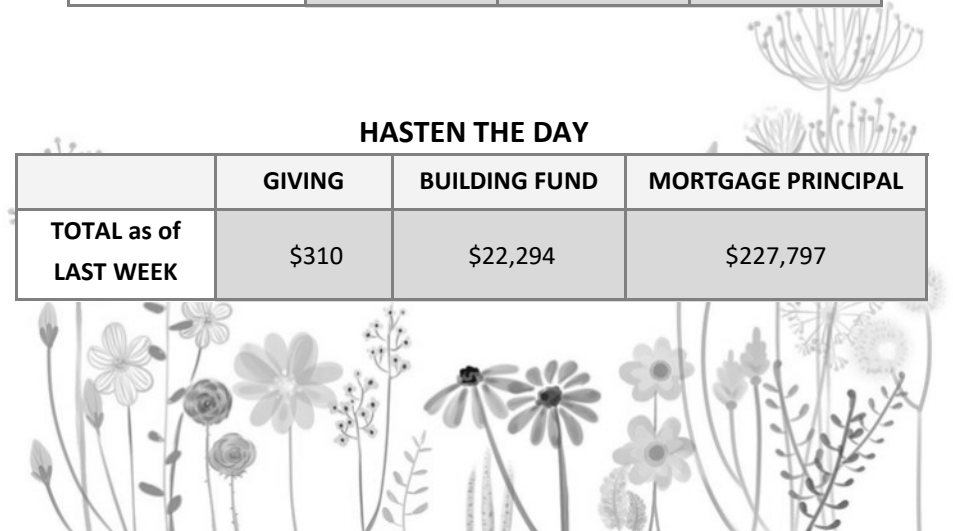 HASTEN THE DAY
GIVING BUILDING FUND MORTGAGE PRINCIPAL
TOTAL as of
LAST WEEK
$310 $22,294 $227,797